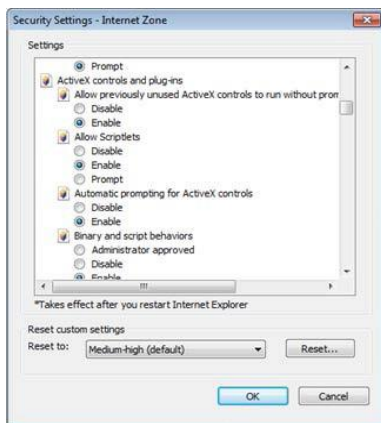 Security Settings - Internet Zone
Settings
Prompt
ActiveX controls and plug-ins
Allow previously unused ActiveX controls to run without prom
Disable
Enable
Allow Scriptlets
Disable
Enable
Prompt
Automatic prompting for ActiveX controls
Disable
Enable
Binary and script behaviors
Administrator approved
Disable
Enable
*Takes effect after you restart Internet Explorer
Reset custom settings
Reset to: Medium-high (default) Reset...
OK Cancel